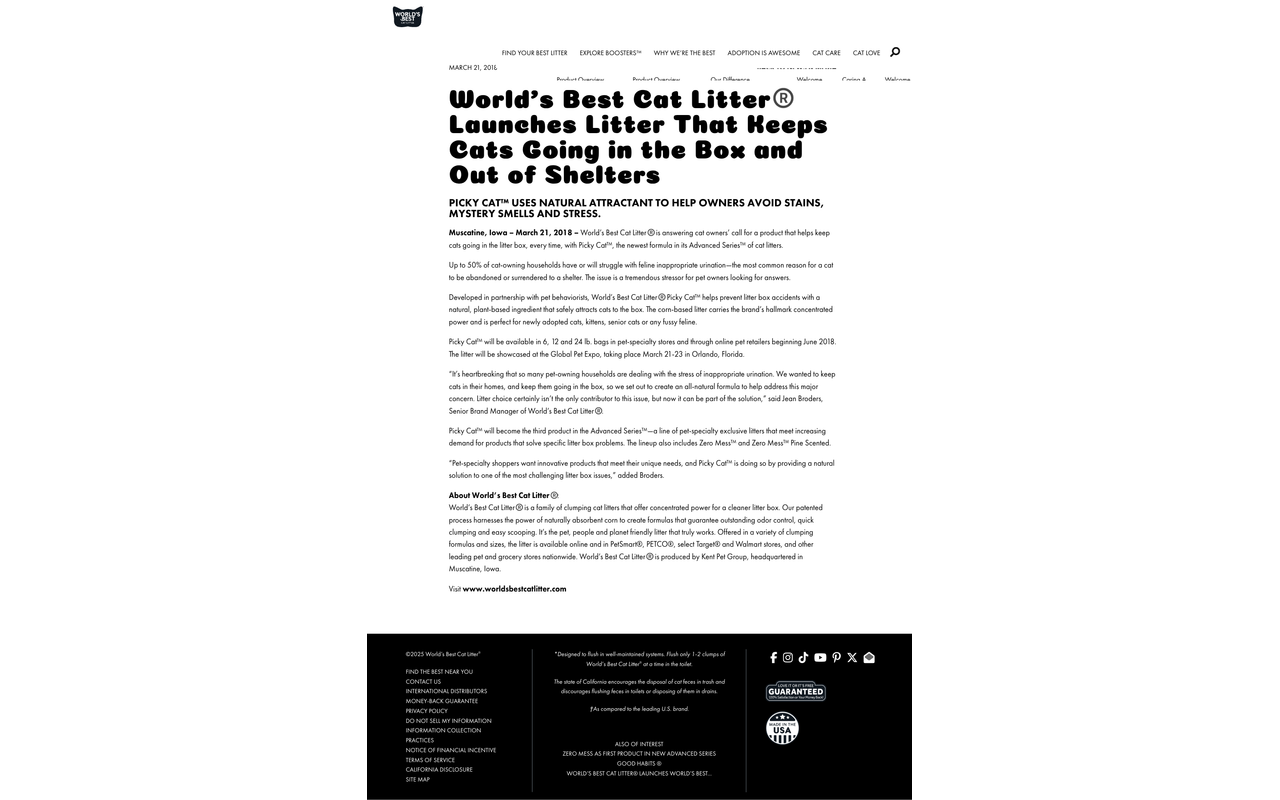 WORLD'S
BEST
CAT LITTER
FIND YOUR BEST LITTER EXPLORE BOOSTERS™ WHY WE'RE THE BEST ADOPTION IS AWESOME CAT CARE CAT LOVE
MARCH 21, 2018
Product Overview Product Overview Our Difference Welcome Caring & Welcome
World's Best Cat Litter®
Launches Litter That Keeps
Cats Going in the Box and
Out of Shelters
PICKY CAT™ USES NATURAL ATTRACTANT TO HELP OWNERS AVOID STAINS,
MYSTERY SMELLS AND STRESS.
Muscatine, Iowa – March 21, 2018 – World's Best Cat Litter® is answering cat owners' call for a product that helps keep
cats going in the litter box, every time, with Picky Cat™, the newest formula in its Advanced Series™ of cat litters.
Up to 50% of cat-owning households have or will struggle with feline inappropriate urination—the most common reason for a cat
to be abandoned or surrendered to a shelter. The issue is a tremendous stressor for pet owners looking for answers.
Developed in partnership with pet behaviorists, World's Best Cat Litter® Picky Cat™ helps prevent litter box accidents with a
natural, plant-based ingredient that safely attracts cats to the box. The corn-based litter carries the brand's hallmark concentrated
power and is perfect for newly adopted cats, kittens, senior cats or any fussy feline.
Picky Cat™ will be available in 6, 12 and 24 lb. bags in pet-specialty stores and through online pet retailers beginning June 2018.
The litter will be showcased at the Global Pet Expo, taking place March 21-23 in Orlando, Florida.
"It's heartbreaking that so many pet-owning households are dealing with the stress of inappropriate urination. We wanted to keep
cats in their homes, and keep them going in the box, so we set out to create an all-natural formula to help address this major
concern. Litter choice certainly isn't the only contributor to this issue, but now it can be part of the solution," said Jean Broders,
Senior Brand Manager of World's Best Cat Litter®.
Picky Cat™ will become the third product in the Advanced Series™—a line of pet-specialty exclusive litters that meet increasing
demand for products that solve specific litter box problems. The lineup also includes Zero Mess™ and Zero Mess™ Pine Scented.
"Pet-specialty shoppers want innovative products that meet their unique needs, and Picky Cat™ is doing so by providing a natural
solution to one of the most challenging litter box issues," added Broders.
About World's Best Cat Litter®:
World's Best Cat Litter® is a family of clumping cat litters that offer concentrated power for a cleaner litter box. Our patented
process harnesses the power of naturally absorbent corn to create formulas that guarantee outstanding odor control, quick
clumping and easy scooping. It's the pet, people and planet friendly litter that truly works. Offered in a variety of clumping
formulas and sizes, the litter is available online and in PetSmart®, PETCO®, select Target® and Walmart stores, and other
leading pet and grocery stores nationwide. World's Best Cat Litter® is produced by Kent Pet Group, headquartered in
Muscatine, Iowa.
Visit www.worldsbestcatlitter.com
©2025 World's Best Cat Litter®
FIND THE BEST NEAR YOU
CONTACT US
INTERNATIONAL DISTRIBUTORS
MONEY-BACK GUARANTEE
PRIVACY POLICY
DO NOT SELL MY INFORMATION
INFORMATION COLLECTION
PRACTICES
NOTICE OF FINANCIAL INCENTIVE
TERMS OF SERVICE
CALIFORNIA DISCLOSURE
SITE MAP
*Designed to flush in well-maintained systems. Flush only 1-2 clumps of
World's Best Cat Litter® at a time in the toilet.
The state of California encourages the disposal of cat feces in trash and
discourages flushing feces in toilets or disposing of them in drains.
‡As compared to the leading U.S. brand.
ALSO OF INTEREST
ZERO MESS AS FIRST PRODUCT IN NEW ADVANCED SERIES
GOOD HABITS ®
WORLD'S BEST CAT LITTER® LAUNCHES WORLD'S BEST...
LOVE IT OR IT'S FREE
GUARANTEED
100% Satisfaction or Your Money Back!
MADE IN THE
USA